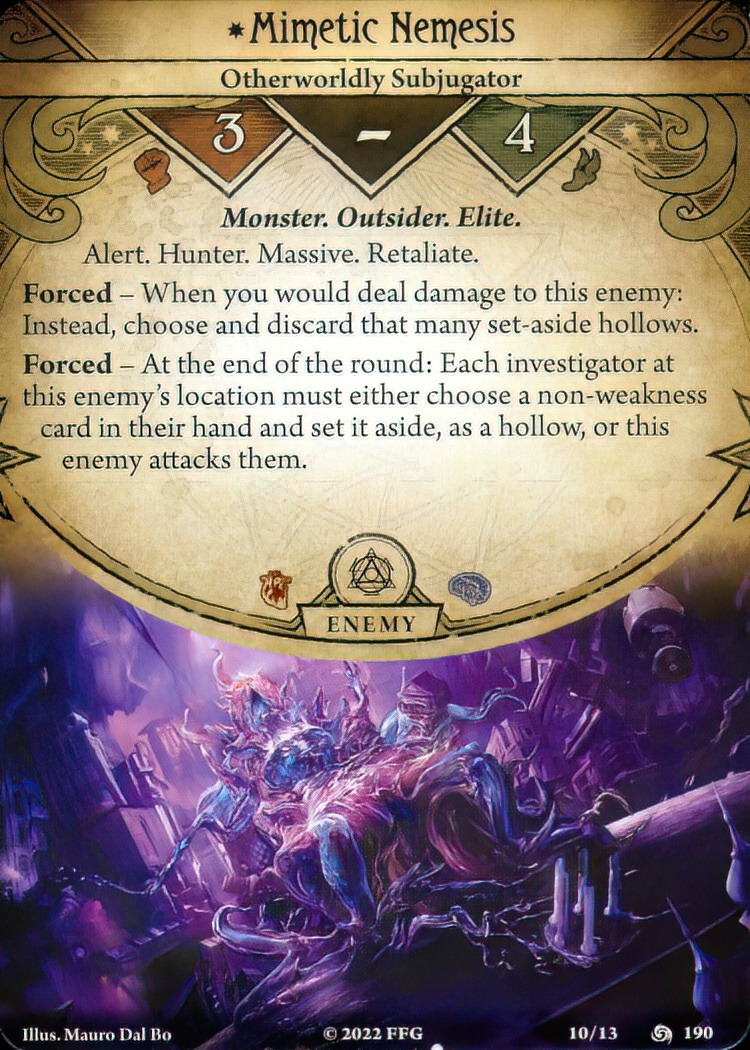 Mimetic Nemesis
Otherworldly Subjugator
3 – 4
Monster. Outsider. Elite.
Alert. Hunter. Massive. Retaliate.
Forced – When you would deal damage to this enemy:
Instead, choose and discard that many set-aside hollows.
Forced – At the end of the round: Each investigator at
this enemy's location must either choose a non-weakness
card in their hand and set it aside, as a hollow, or this
enemy attacks them.
ENEMY
Illus. Mauro Dal Bo © 2022 FFG 10/13 190